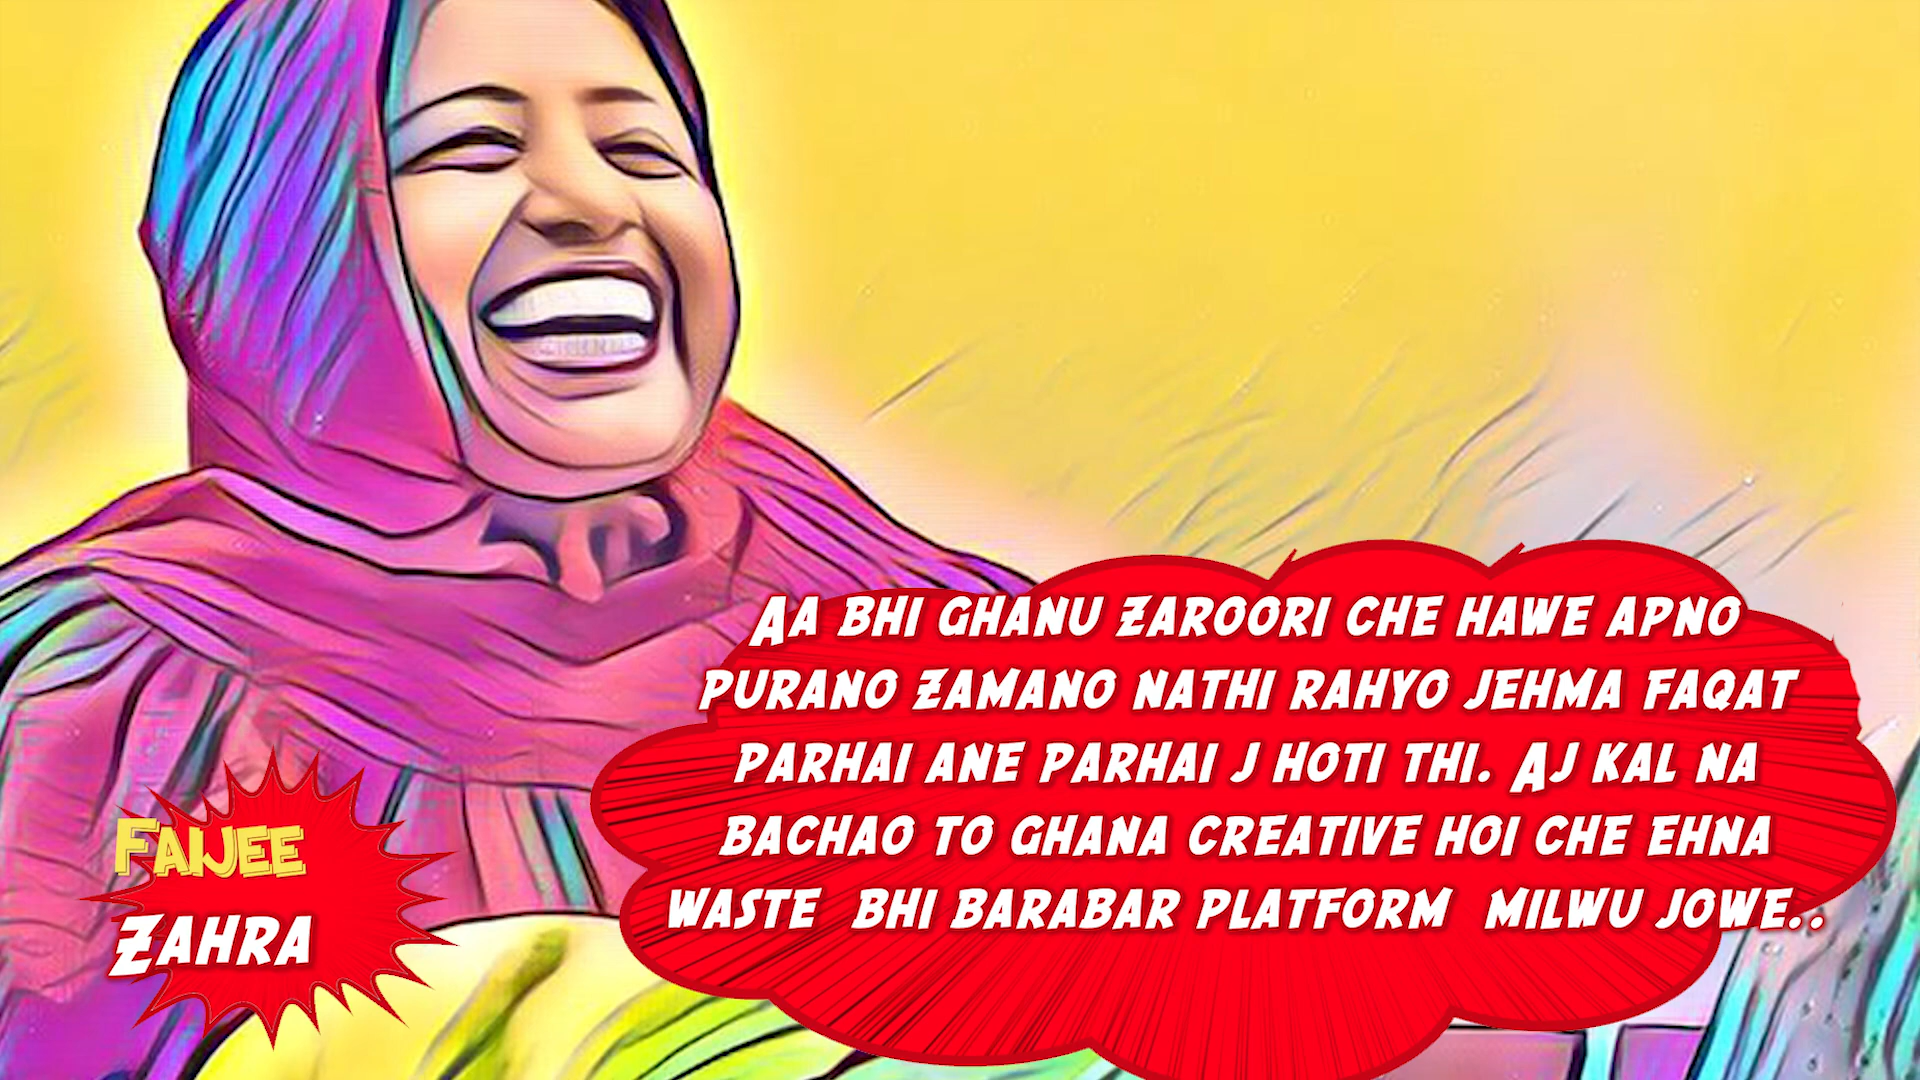 Aa bhi ghanu zaroori che hawe apno
purano zamano nathi rahyo jehma faqat
parhai ane parhai j hoti thi. Aj kal na
bachao to ghana creative hoi che ehna
waste bhi barabar platform milwu jowe..
Faijee
Zahra